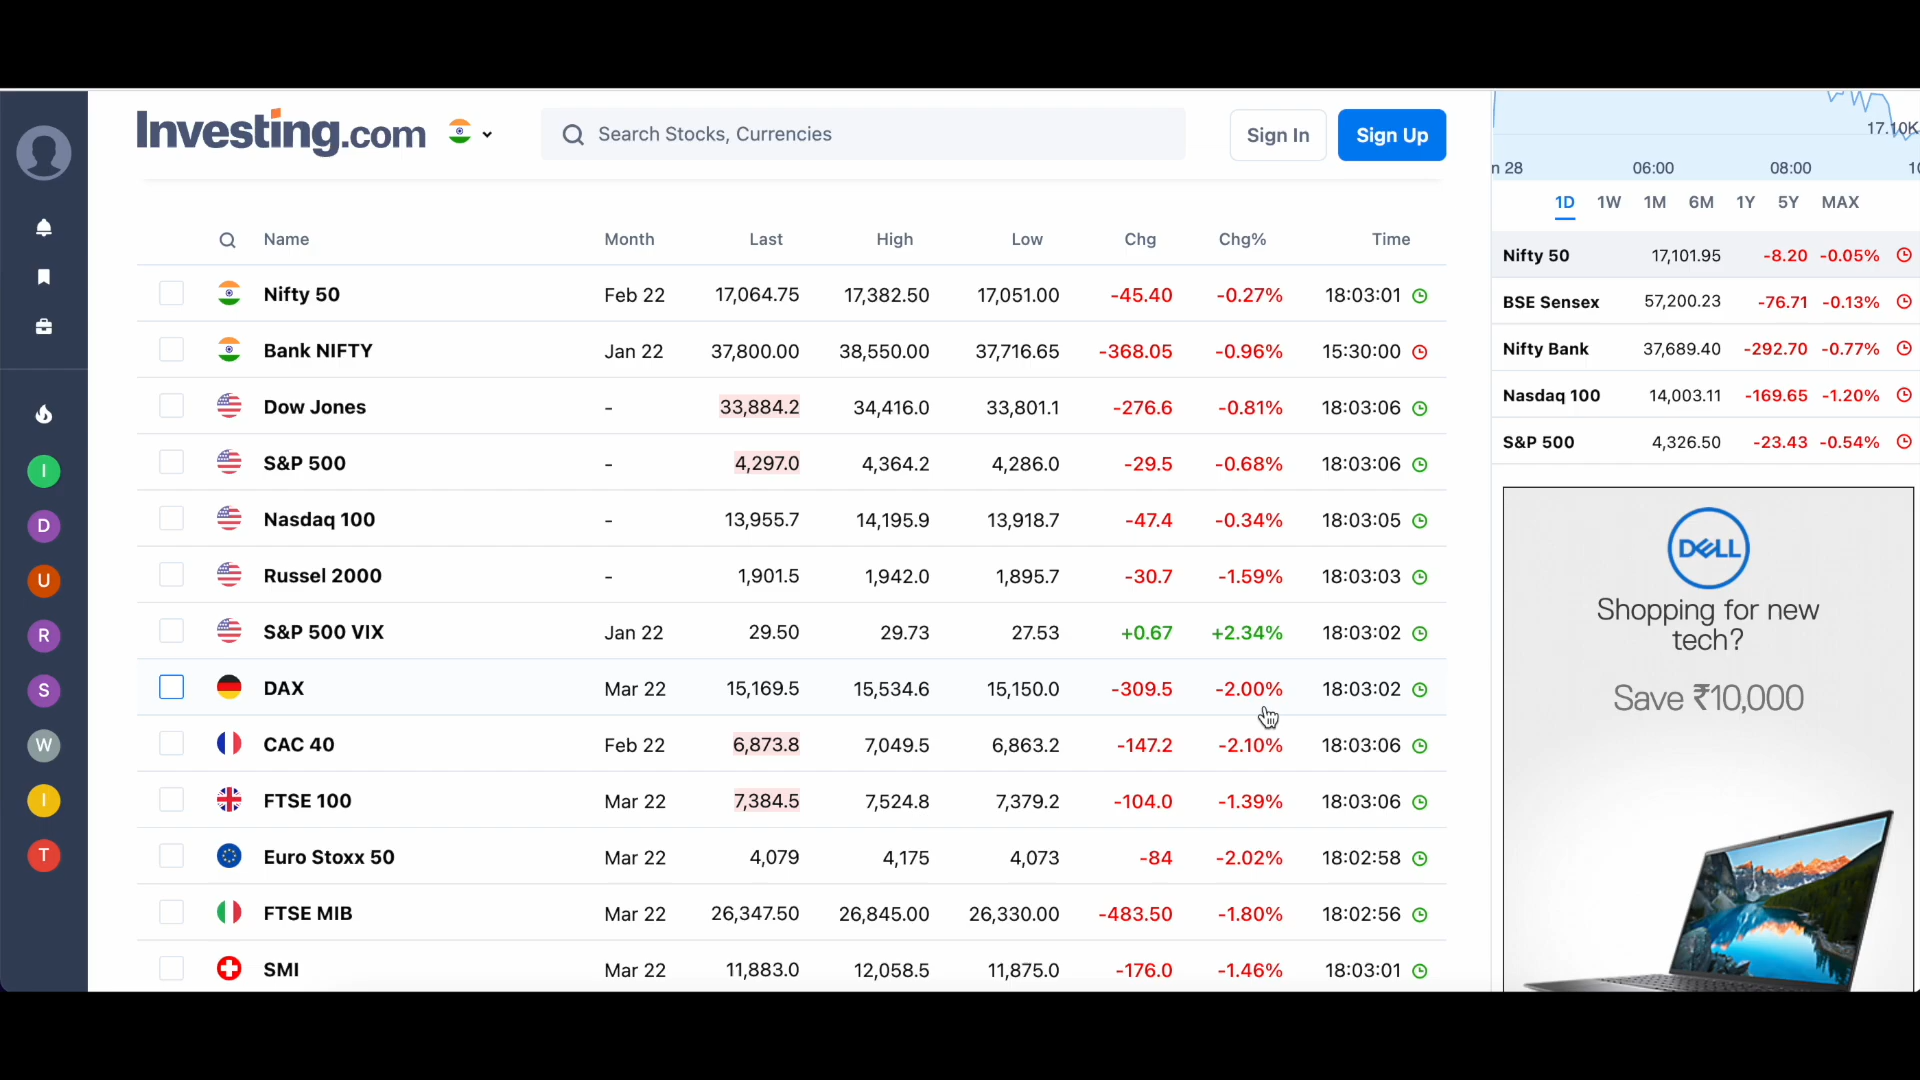 Investing.com
Search Stocks, Currencies
Sign In
Sign Up
Name Month Last High Low Chg Chg% Time
Nifty 50 Feb 22 17,064.75 17,382.50 17,051.00 -45.40 -0.27% 18:03:01
Bank NIFTY Jan 22 37,800.00 38,550.00 37,716.65 -368.05 -0.96% 15:30:00
Dow Jones - 33,884.2 34,416.0 33,801.1 -276.6 -0.81% 18:03:06
S&P 500 - 4,297.0 4,364.2 4,286.0 -29.5 -0.68% 18:03:06
Nasdaq 100 - 13,955.7 14,195.9 13,918.7 -47.4 -0.34% 18:03:05
Russel 2000 - 1,901.5 1,942.0 1,895.7 -30.7 -1.59% 18:03:03
S&P 500 VIX Jan 22 29.50 29.73 27.53 +0.67 +2.34% 18:03:02
DAX Mar 22 15,169.5 15,534.6 15,150.0 -309.5 -2.00% 18:03:02
CAC 40 Feb 22 6,873.8 7,049.5 6,863.2 -147.2 -2.10% 18:03:06
FTSE 100 Mar 22 7,384.5 7,524.8 7,379.2 -104.0 -1.39% 18:03:06
Euro Stoxx 50 Mar 22 4,079 4,175 4,073 -84 -2.02% 18:02:58
FTSE MIB Mar 22 26,347.50 26,845.00 26,330.00 -483.50 -1.80% 18:02:56
SMI Mar 22 11,883.0 12,058.5 11,875.0 -176.0 -1.46% 18:03:01
I
D
U
R
S
W
I
T
17.10K
n 28 06:00 08:00 10
1D 1W 1M 6M 1Y 5Y MAX
Nifty 50 17,101.95 -8.20 -0.05%
BSE Sensex 57,200.23 -76.71 -0.13%
Nifty Bank 37,689.40 -292.70 -0.77%
Nasdaq 100 14,003.11 -169.65 -1.20%
S&P 500 4,326.50 -23.43 -0.54%
DELL
Shopping for new
tech?
Save ₹10,000